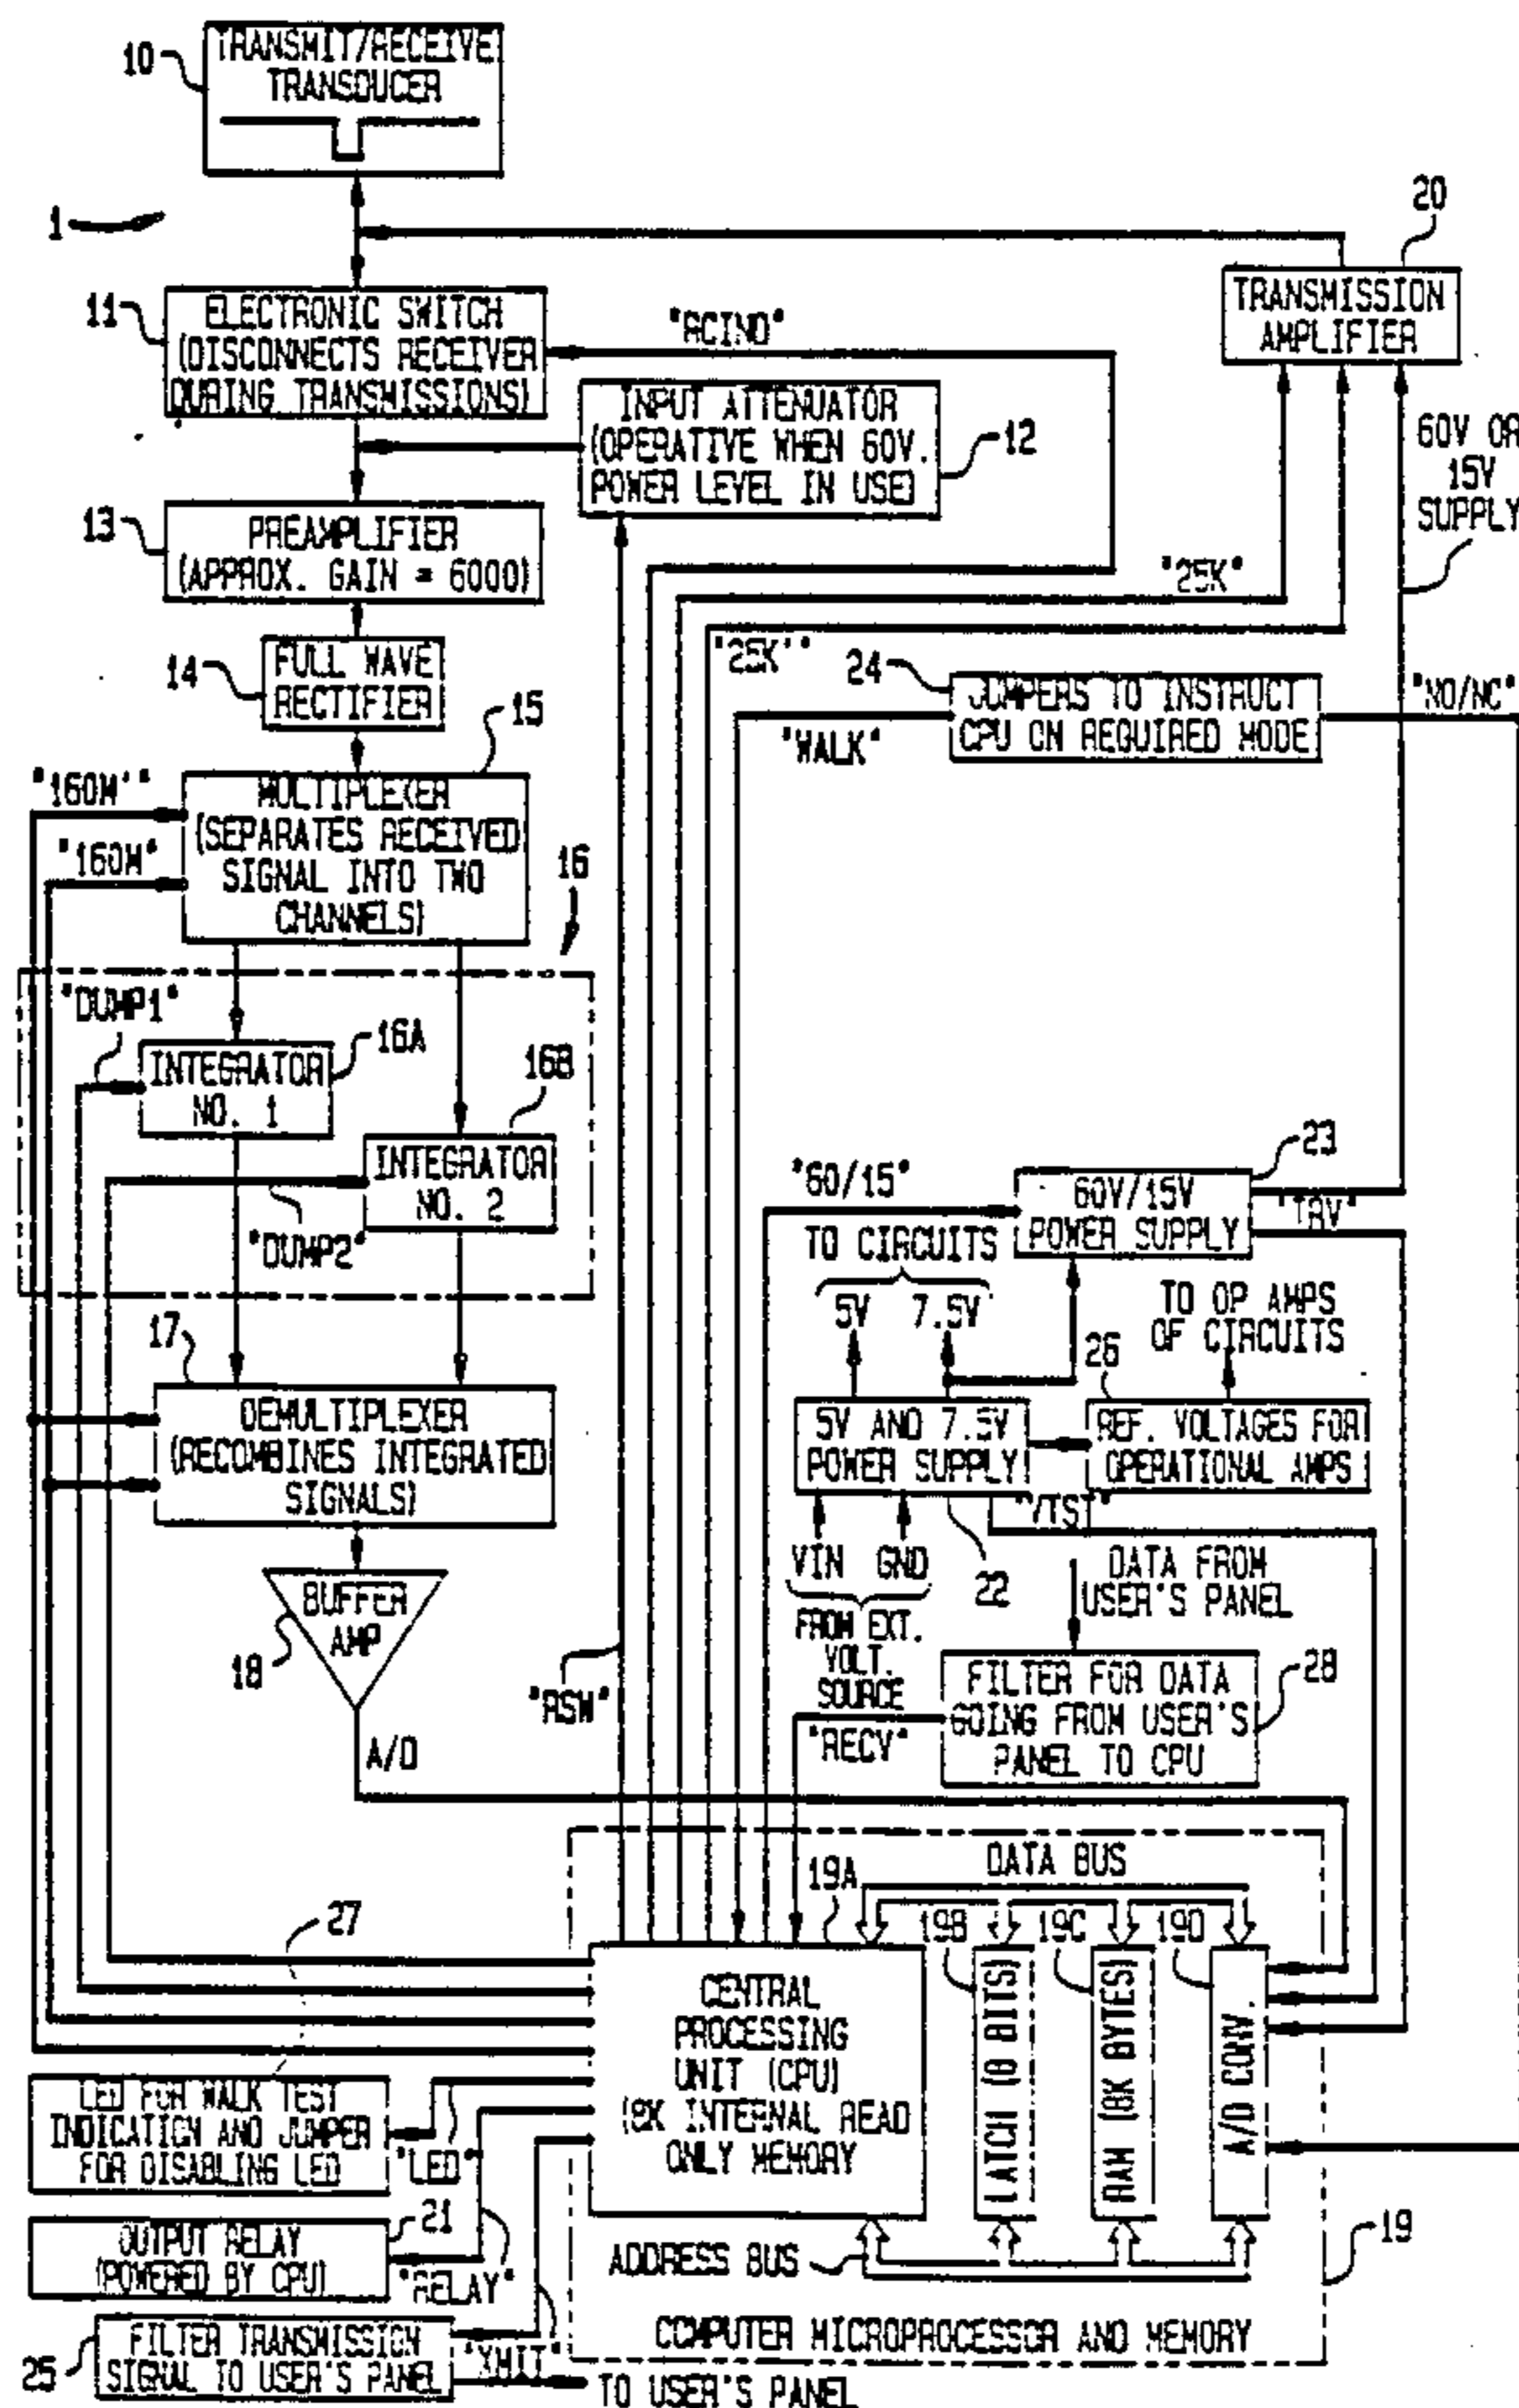 10
TRANSMIT/RECEIVE
TRANSDUCER
1
20
TRANSMISSION
AMPLIFIER
11
ELECTRONIC SWITCH
(DISCONNECTS RECEIVER
DURING TRANSMISSIONS)
"RCIND"
INPUT ATTENUATOR
(OPERATIVE WHEN 60V.
POWER LEVEL IN USE)
12
60V OR
15V
SUPPLY
13
PREAMPLIFIER
(APPROX. GAIN = 6000)
"25K"
"25K'"
14
FULL WAVE
RECTIFIER
24
JUMPERS TO INSTRUCT
CPU ON REQUIRED MODE
"NO/NC"
"WALK"
15
"160M'"
"160M"
MULTIPLEXER
(SEPARATES RECEIVED
SIGNAL INTO TWO
CHANNELS)
16
"DUMP1"
INTEGRATOR
NO. 1
16A
16B
INTEGRATOR
NO. 2
"DUMP2"
"60/15"
60V/15V
POWER SUPPLY
23
"TRV"
TO CIRCUITS
5V
7.5V
TO OP AMPS
OF CIRCUITS
17
DEMULTIPLEXER
(RECOMBINES INTEGRATED
SIGNALS)
26
5V AND 7.5V
POWER SUPPLY
REF. VOLTAGES FOR
OPERATIONAL AMPS
"/TST"
VIN
GND
22
DATA FROM
USER'S PANEL
FROM EXT.
VOLT.
SOURCE
BUFFER
AMP
18
"RSW"
FILTER FOR DATA
GOING FROM USER'S
PANEL TO CPU
28
"RECV"
A/D
DATA BUS
19A
19B
19C
19D
27
CENTRAL
PROCESSING
UNIT (CPU)
(8K INTERNAL READ
ONLY MEMORY
LATCH (8 BITS)
RAM (8K BYTES)
A/D CONV.
LED FOR WALK TEST
INDICATION AND JUMPER
FOR DISABLING LED
"LED"
OUTPUT RELAY
(POWERED BY CPU)
21
"RELAY"
ADDRESS BUS
19
COMPUTER MICROPROCESSOR AND MEMORY
25
FILTER TRANSMISSION
SIGNAL TO USER'S PANEL
"XMIT"
TO USER'S PANEL